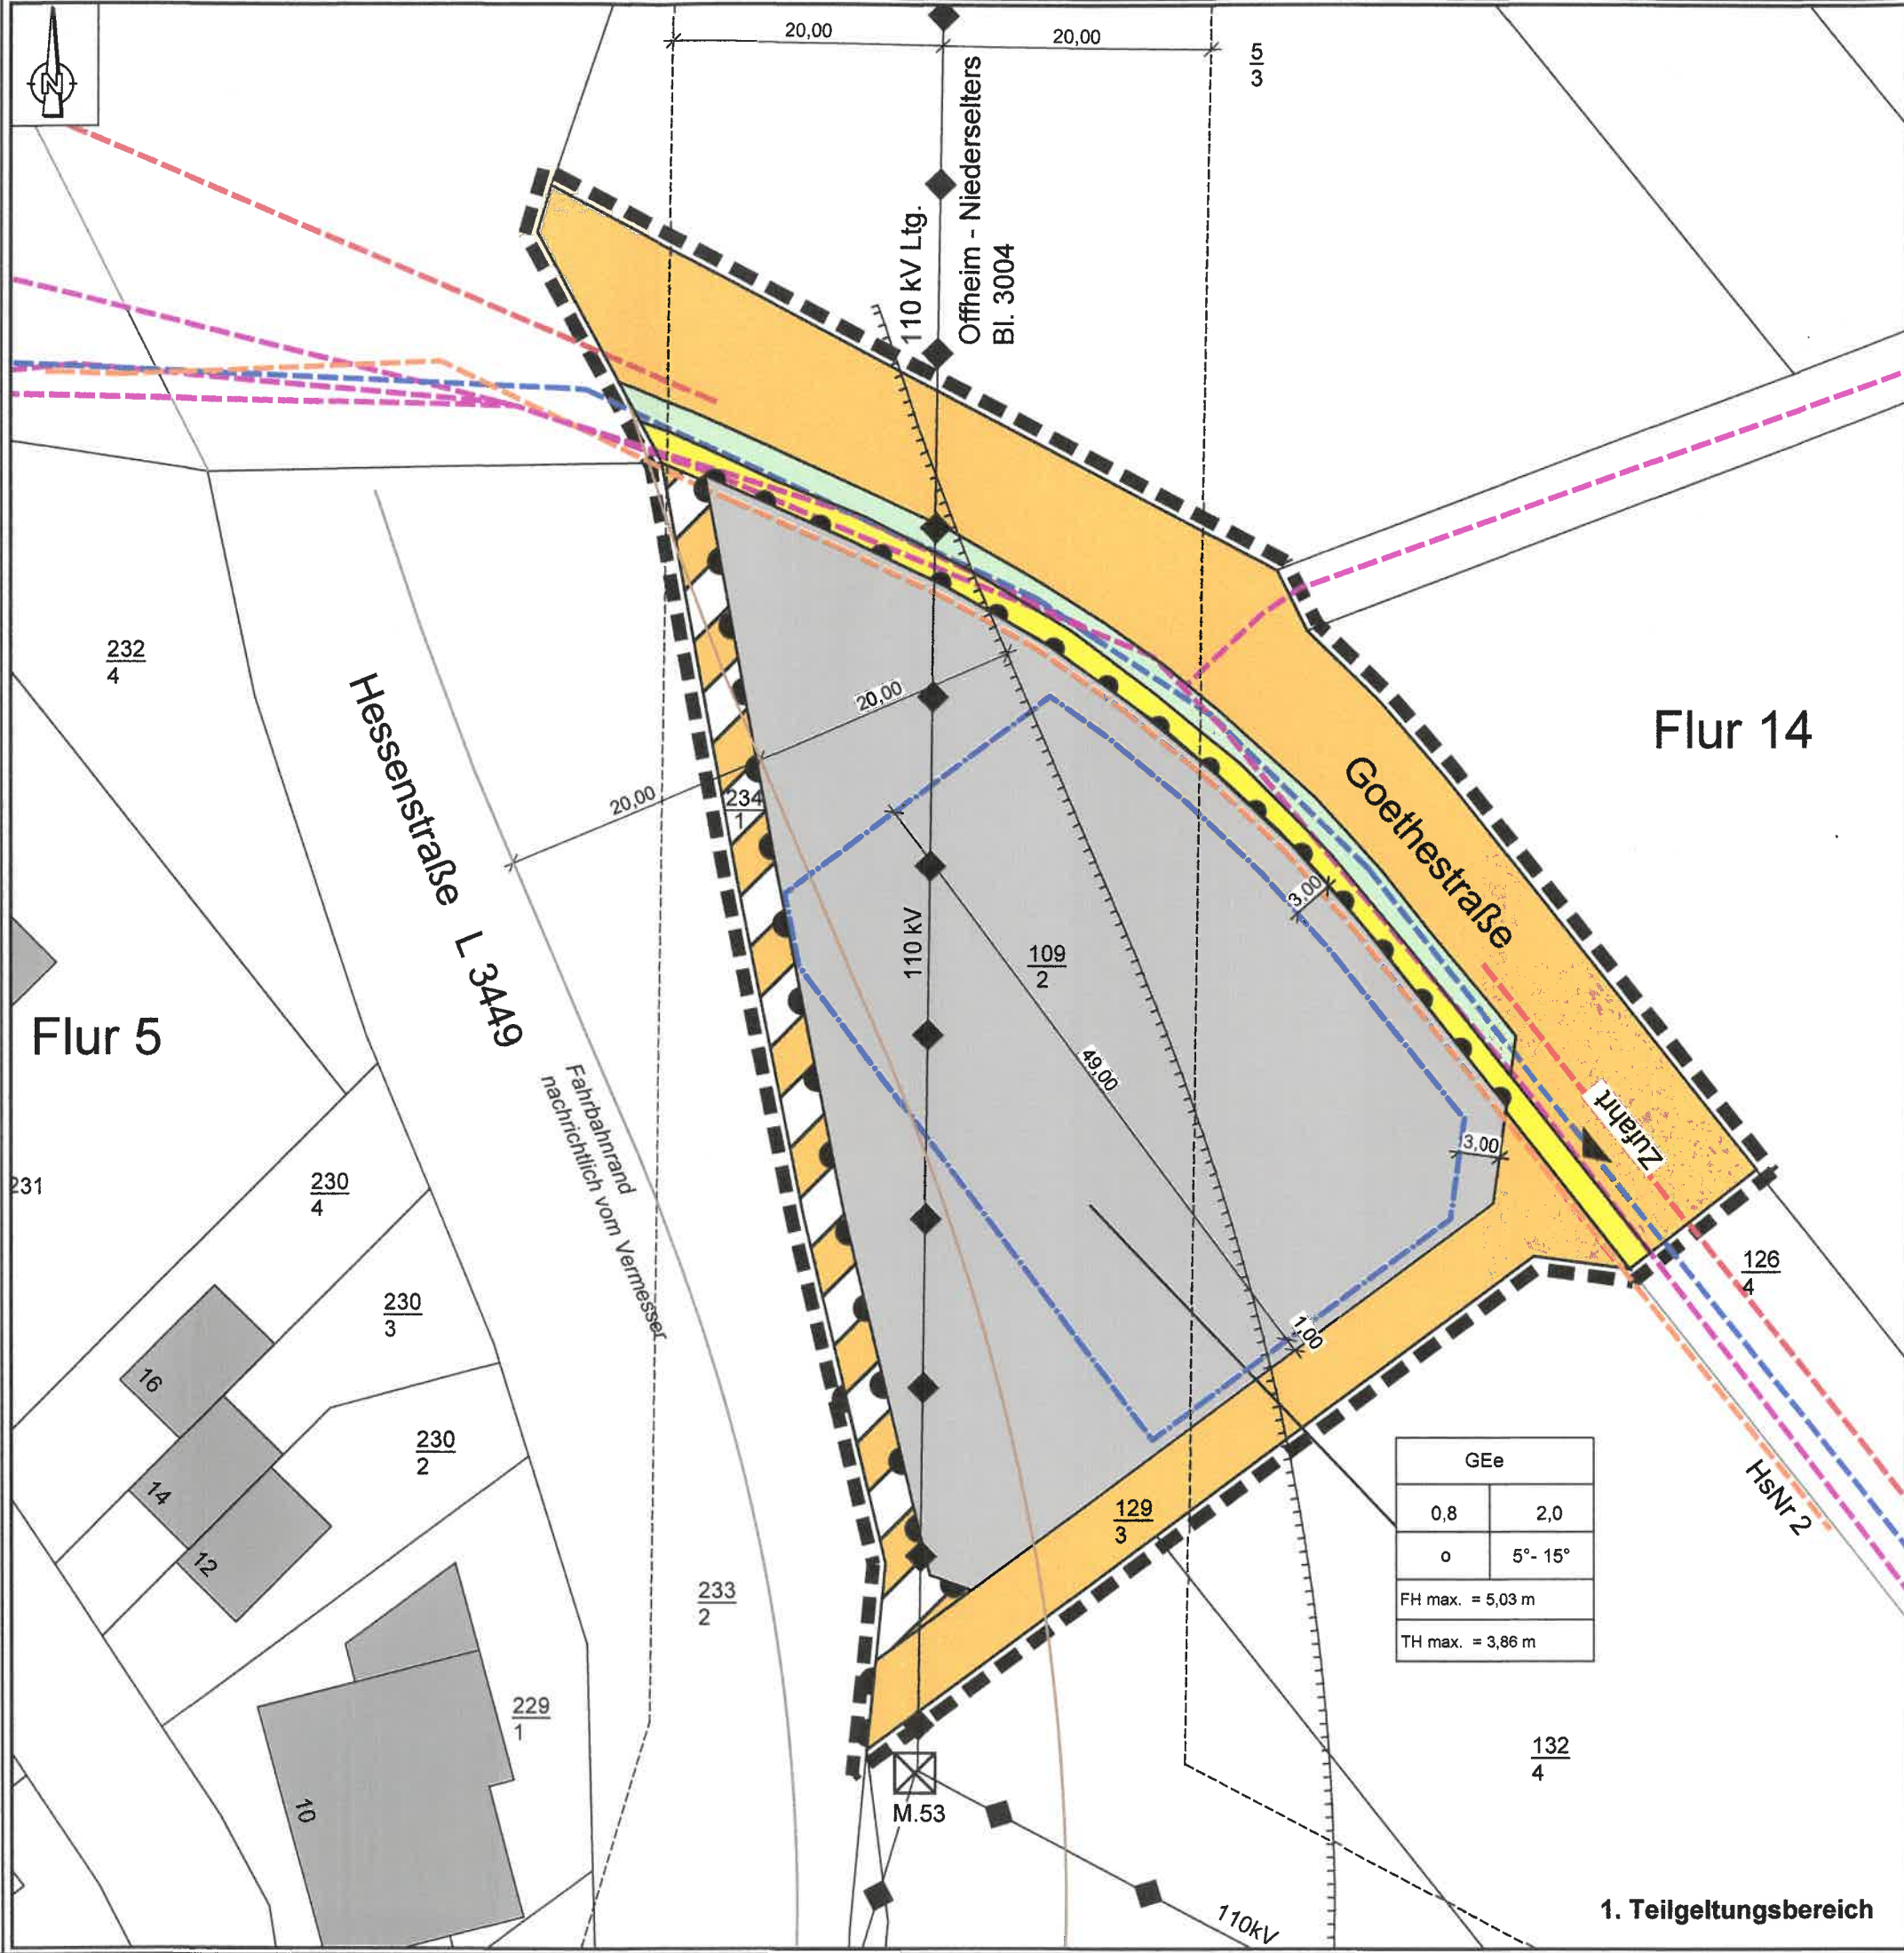 N
20,00
20,00
5
3
110 kV Ltg.
Offheim - Niederselters
Bl. 3004
232
4
Hessenstraße L 3449
20,00
20,00
234
1
Flur 14
Goethestraße
3,00
110 kV
109
2
Flur 5
49,00
Fahrbahnrand
nachrichtlich vom Vermesser
Zufahrt
3,00
231
230
4
126
4
230
3
1,00
16
230
2
14
12
129
3
GEe
0,8
2,0
o
5°- 15°
FH max. = 5,03 m
TH max. = 3,86 m
HsNr 2
233
2
229
1
10
132
4
M.53
110kV
1. Teilgeltungsbereich